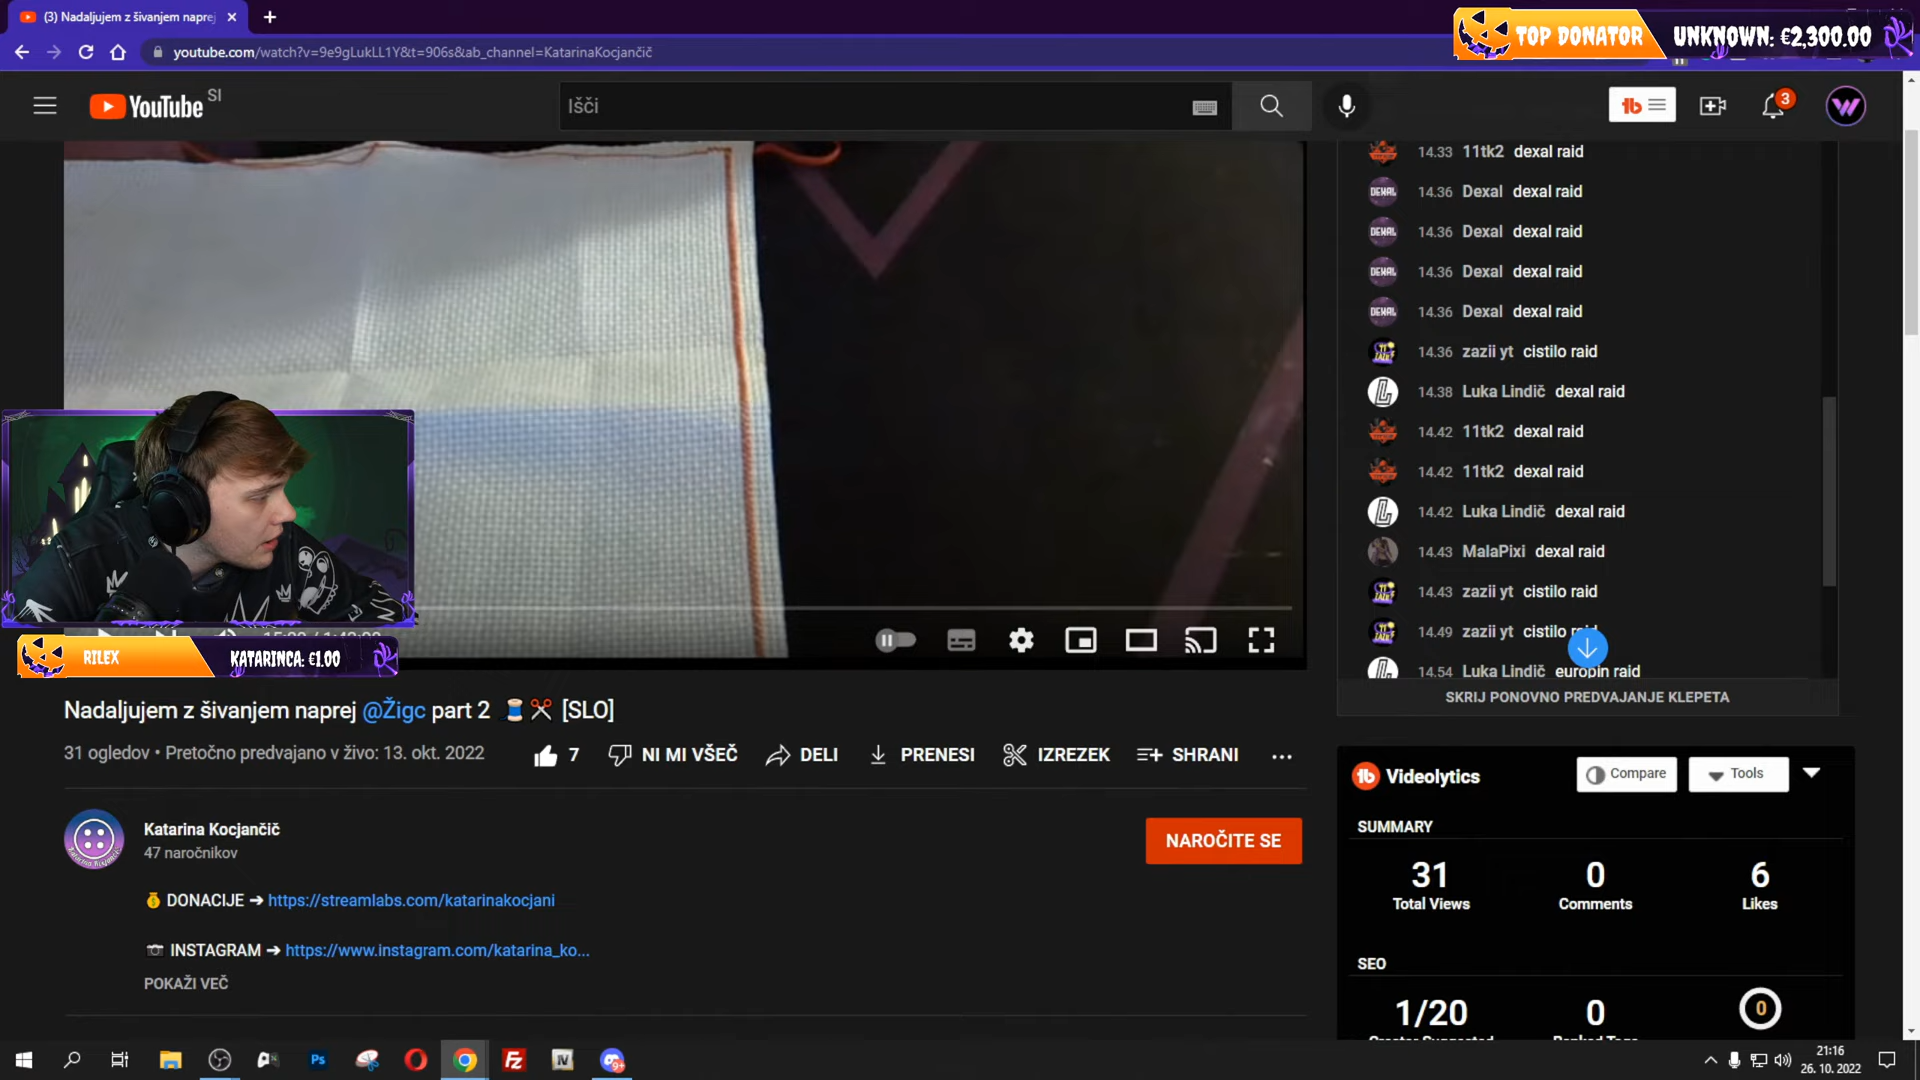 (3) Nadaljujem z šivanjem naprej
TOP DONATOR
UNKNOWN: €2,300.00
youtube.com/watch?v=9e9gLukLL1Y&t=906s&ab_channel=KatarinaKocjančič
YouTube SI
Išči
3
14.33 11tk2 dexal raid
14.36 Dexal dexal raid
14.36 Dexal dexal raid
14.36 Dexal dexal raid
14.36 Dexal dexal raid
14.36 zazii yt cistilo raid
14.38 Luka Lindič dexal raid
14.42 11tk2 dexal raid
14.42 11tk2 dexal raid
14.42 Luka Lindič dexal raid
14.43 MalaPixi dexal raid
14.43 zazii yt cistilo raid
14.49 zazii yt cistilo raid
14.54 Luka Lindič europin raid
SKRIJ PONOVNO PREDVAJANJE KLEPETA
RILEX
KATARINCA: €1.00
Nadaljujem z šivanjem naprej @Žigc part 2 🧵✂ [SLO]
31 ogledov • Pretočno predvajano v živo: 13. okt. 2022
7
NI MI VŠEČ
DELI
PRENESI
IZREZEK
SHRANI
Katarina Kocjančič
47 naročnikov
NAROČITE SE
💰 DONACIJE ➔ https://streamlabs.com/katarinakocjani
📷 INSTAGRAM ➔ https://www.instagram.com/katarina_ko...
POKAŽI VEČ
Videolytics
Compare
Tools
SUMMARY
31 0 6
Total Views Comments Likes
SEO
1/20 0 0
21:16
26. 10. 2022